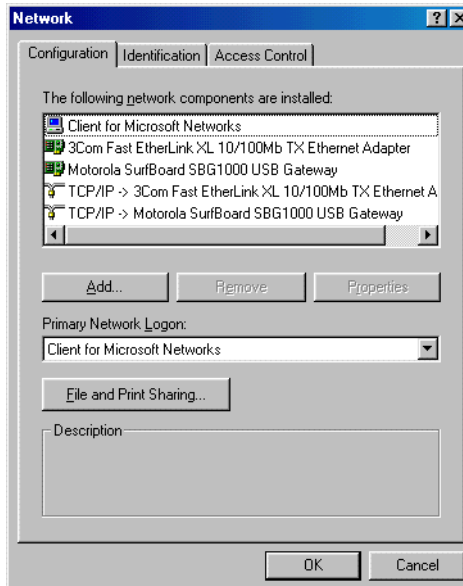 Network
Configuration Identification Access Control
The following network components are installed:
Client for Microsoft Networks
3Com Fast EtherLink XL 10/100Mb TX Ethernet Adapter
Motorola SurfBoard SBG1000 USB Gateway
TCP/IP -> 3Com Fast EtherLink XL 10/100Mb TX Ethernet A
TCP/IP -> Motorola SurfBoard SBG1000 USB Gateway
Add... Remove Properties
Primary Network Logon:
Client for Microsoft Networks
File and Print Sharing...
Description
OK Cancel